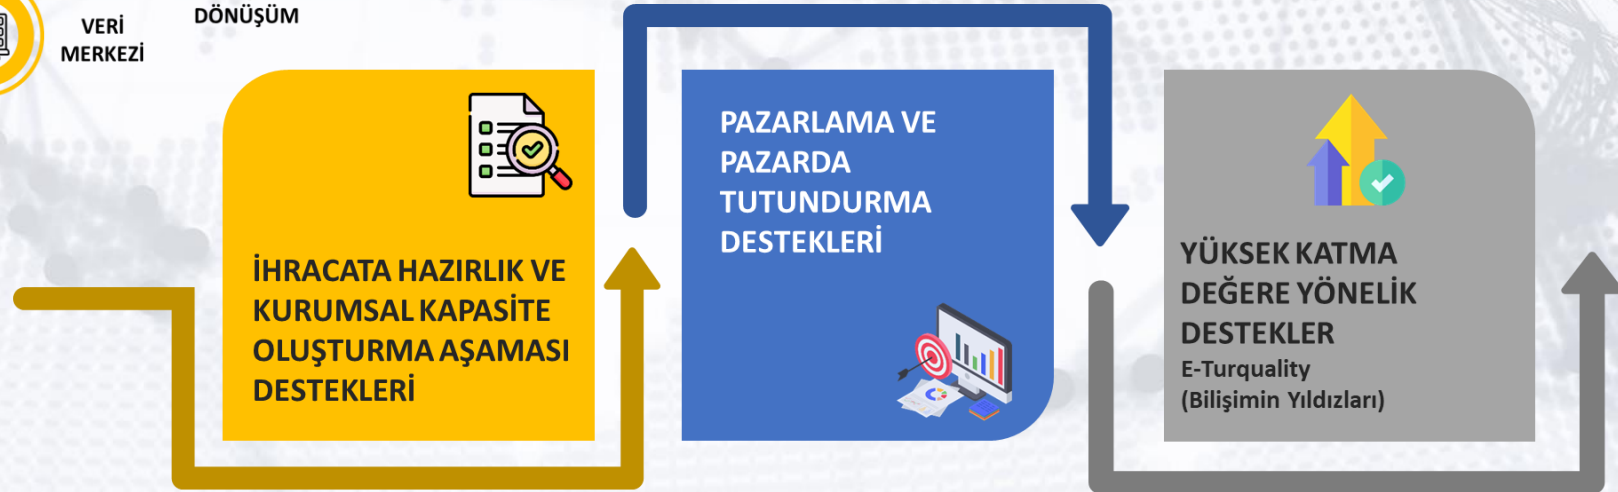 VERİ
MERKEZİ
DÖNÜŞÜM
İHRACATA HAZIRLIK VE
KURUMSAL KAPASİTE
OLUŞTURMA AŞAMASI
DESTEKLERİ
PAZARLAMA VE
PAZARDA
TUTUNDURMA
DESTEKLERİ
YÜKSEK KATMA
DEĞERE YÖNELİK
DESTEKLER
E-Turquality
(Bilişimin Yıldızları)